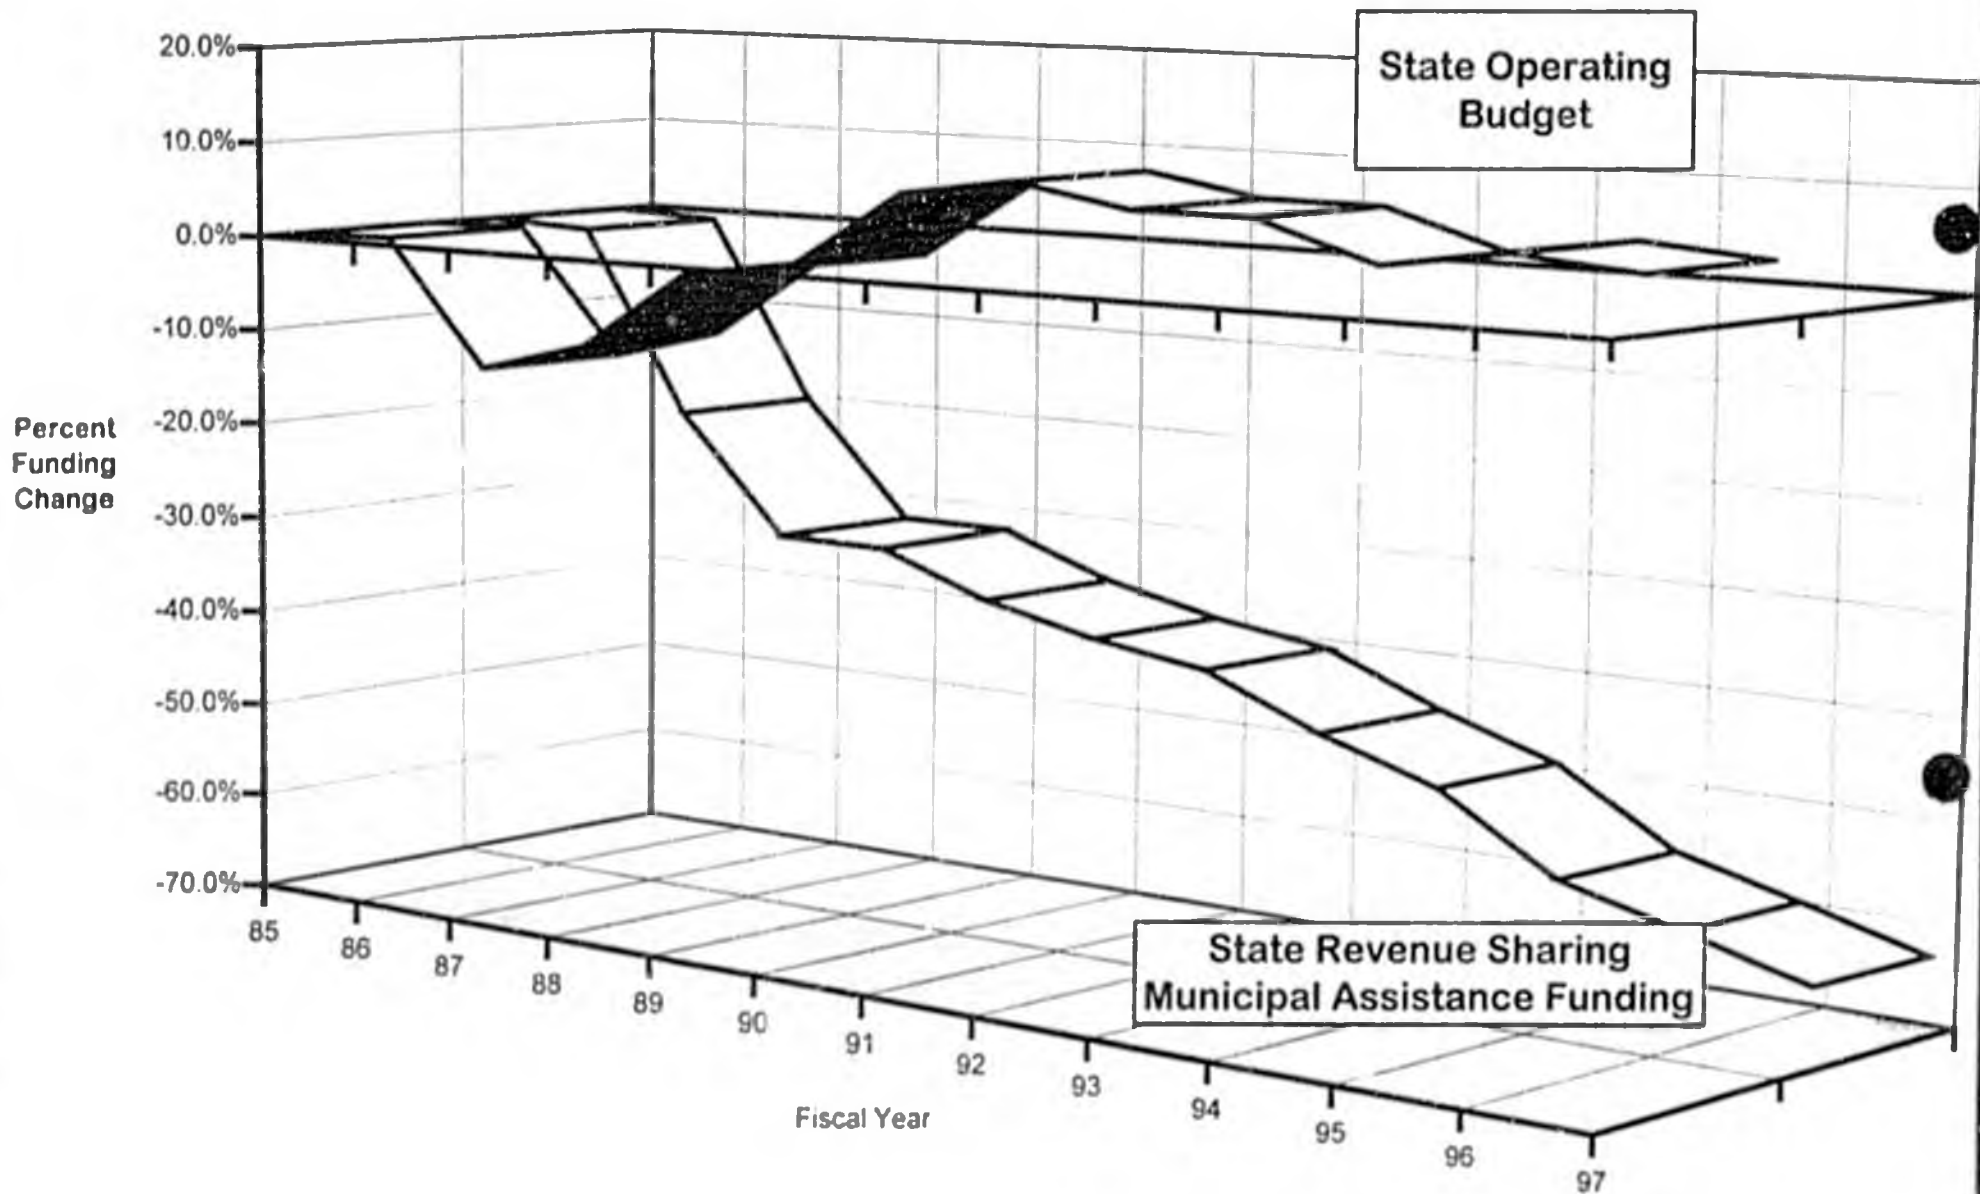 State Operating
Budget
20.0%
10.0%
0.0%
-10.0%
-20.0%
-30.0%
-40.0%
-50.0%
-60.0%
-70.0%
Percent
Funding
Change
85
86
87
88
89
90
91
92
93
94
95
96
97
State Revenue Sharing
Municipal Assistance Funding
Fiscal Year